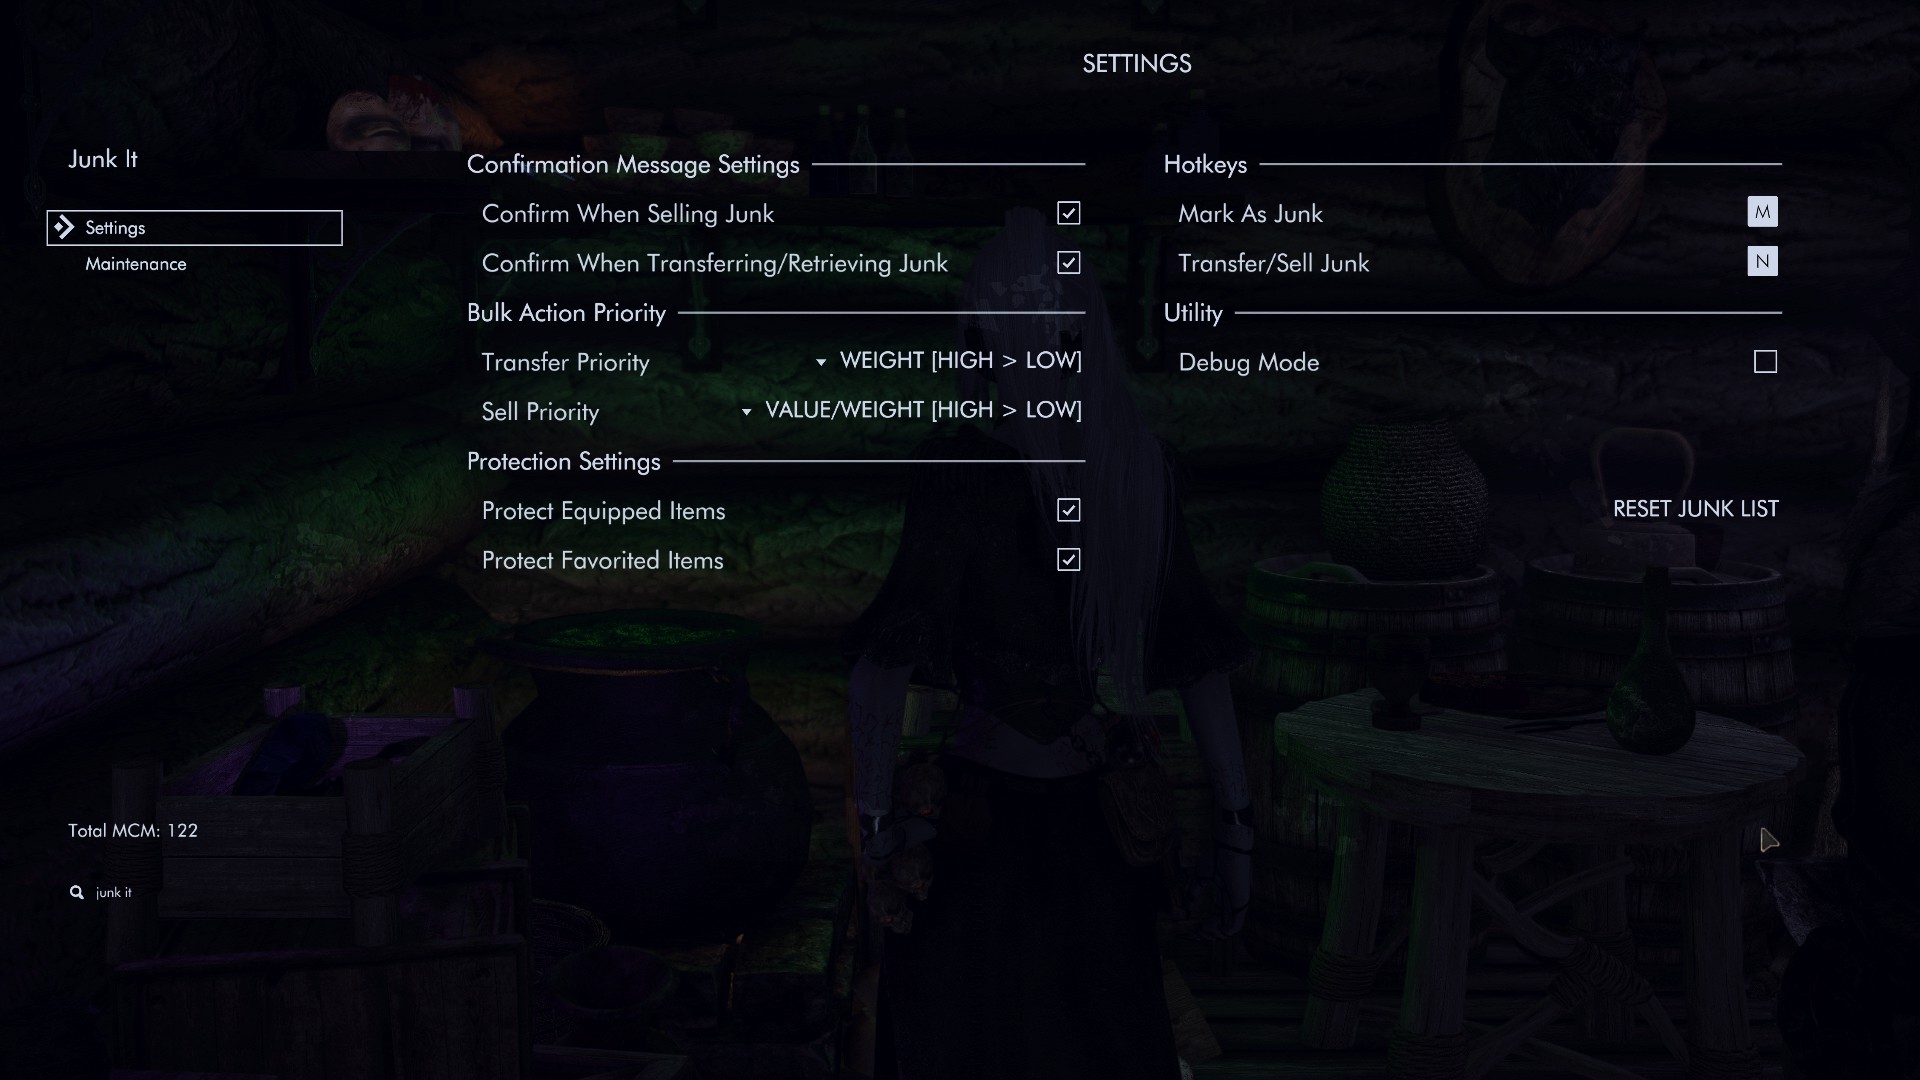 SETTINGS
Junk It
Settings
Maintenance
Confirmation Message Settings
Confirm When Selling Junk
Confirm When Transferring/Retrieving Junk
Bulk Action Priority
Transfer Priority WEIGHT [HIGH > LOW]
Sell Priority VALUE/WEIGHT [HIGH > LOW]
Protection Settings
Protect Equipped Items
Protect Favorited Items
Hotkeys
Mark As Junk M
Transfer/Sell Junk N
Utility
Debug Mode
RESET JUNK LIST
Total MCM: 122
junk it